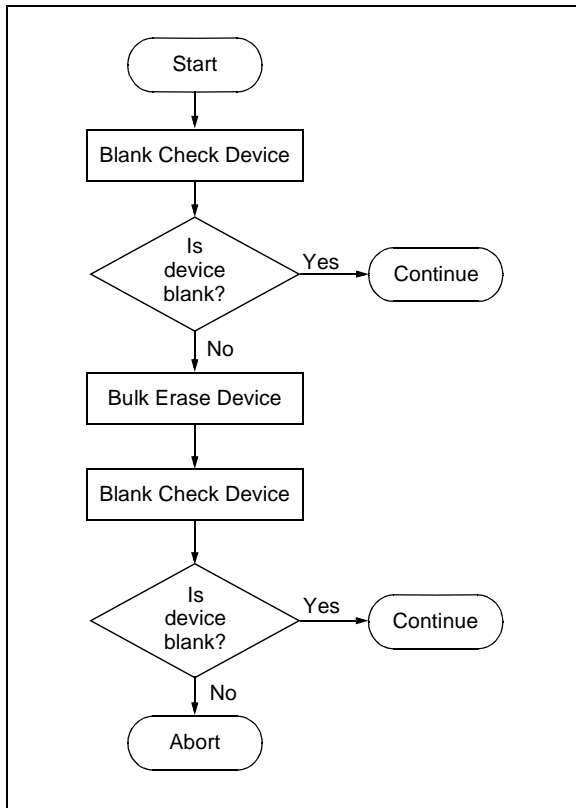 Start
Blank Check Device
Is
device
blank?
Yes
Continue
No
Bulk Erase Device
Blank Check Device
Is
device
blank?
Yes
Continue
No
Abort